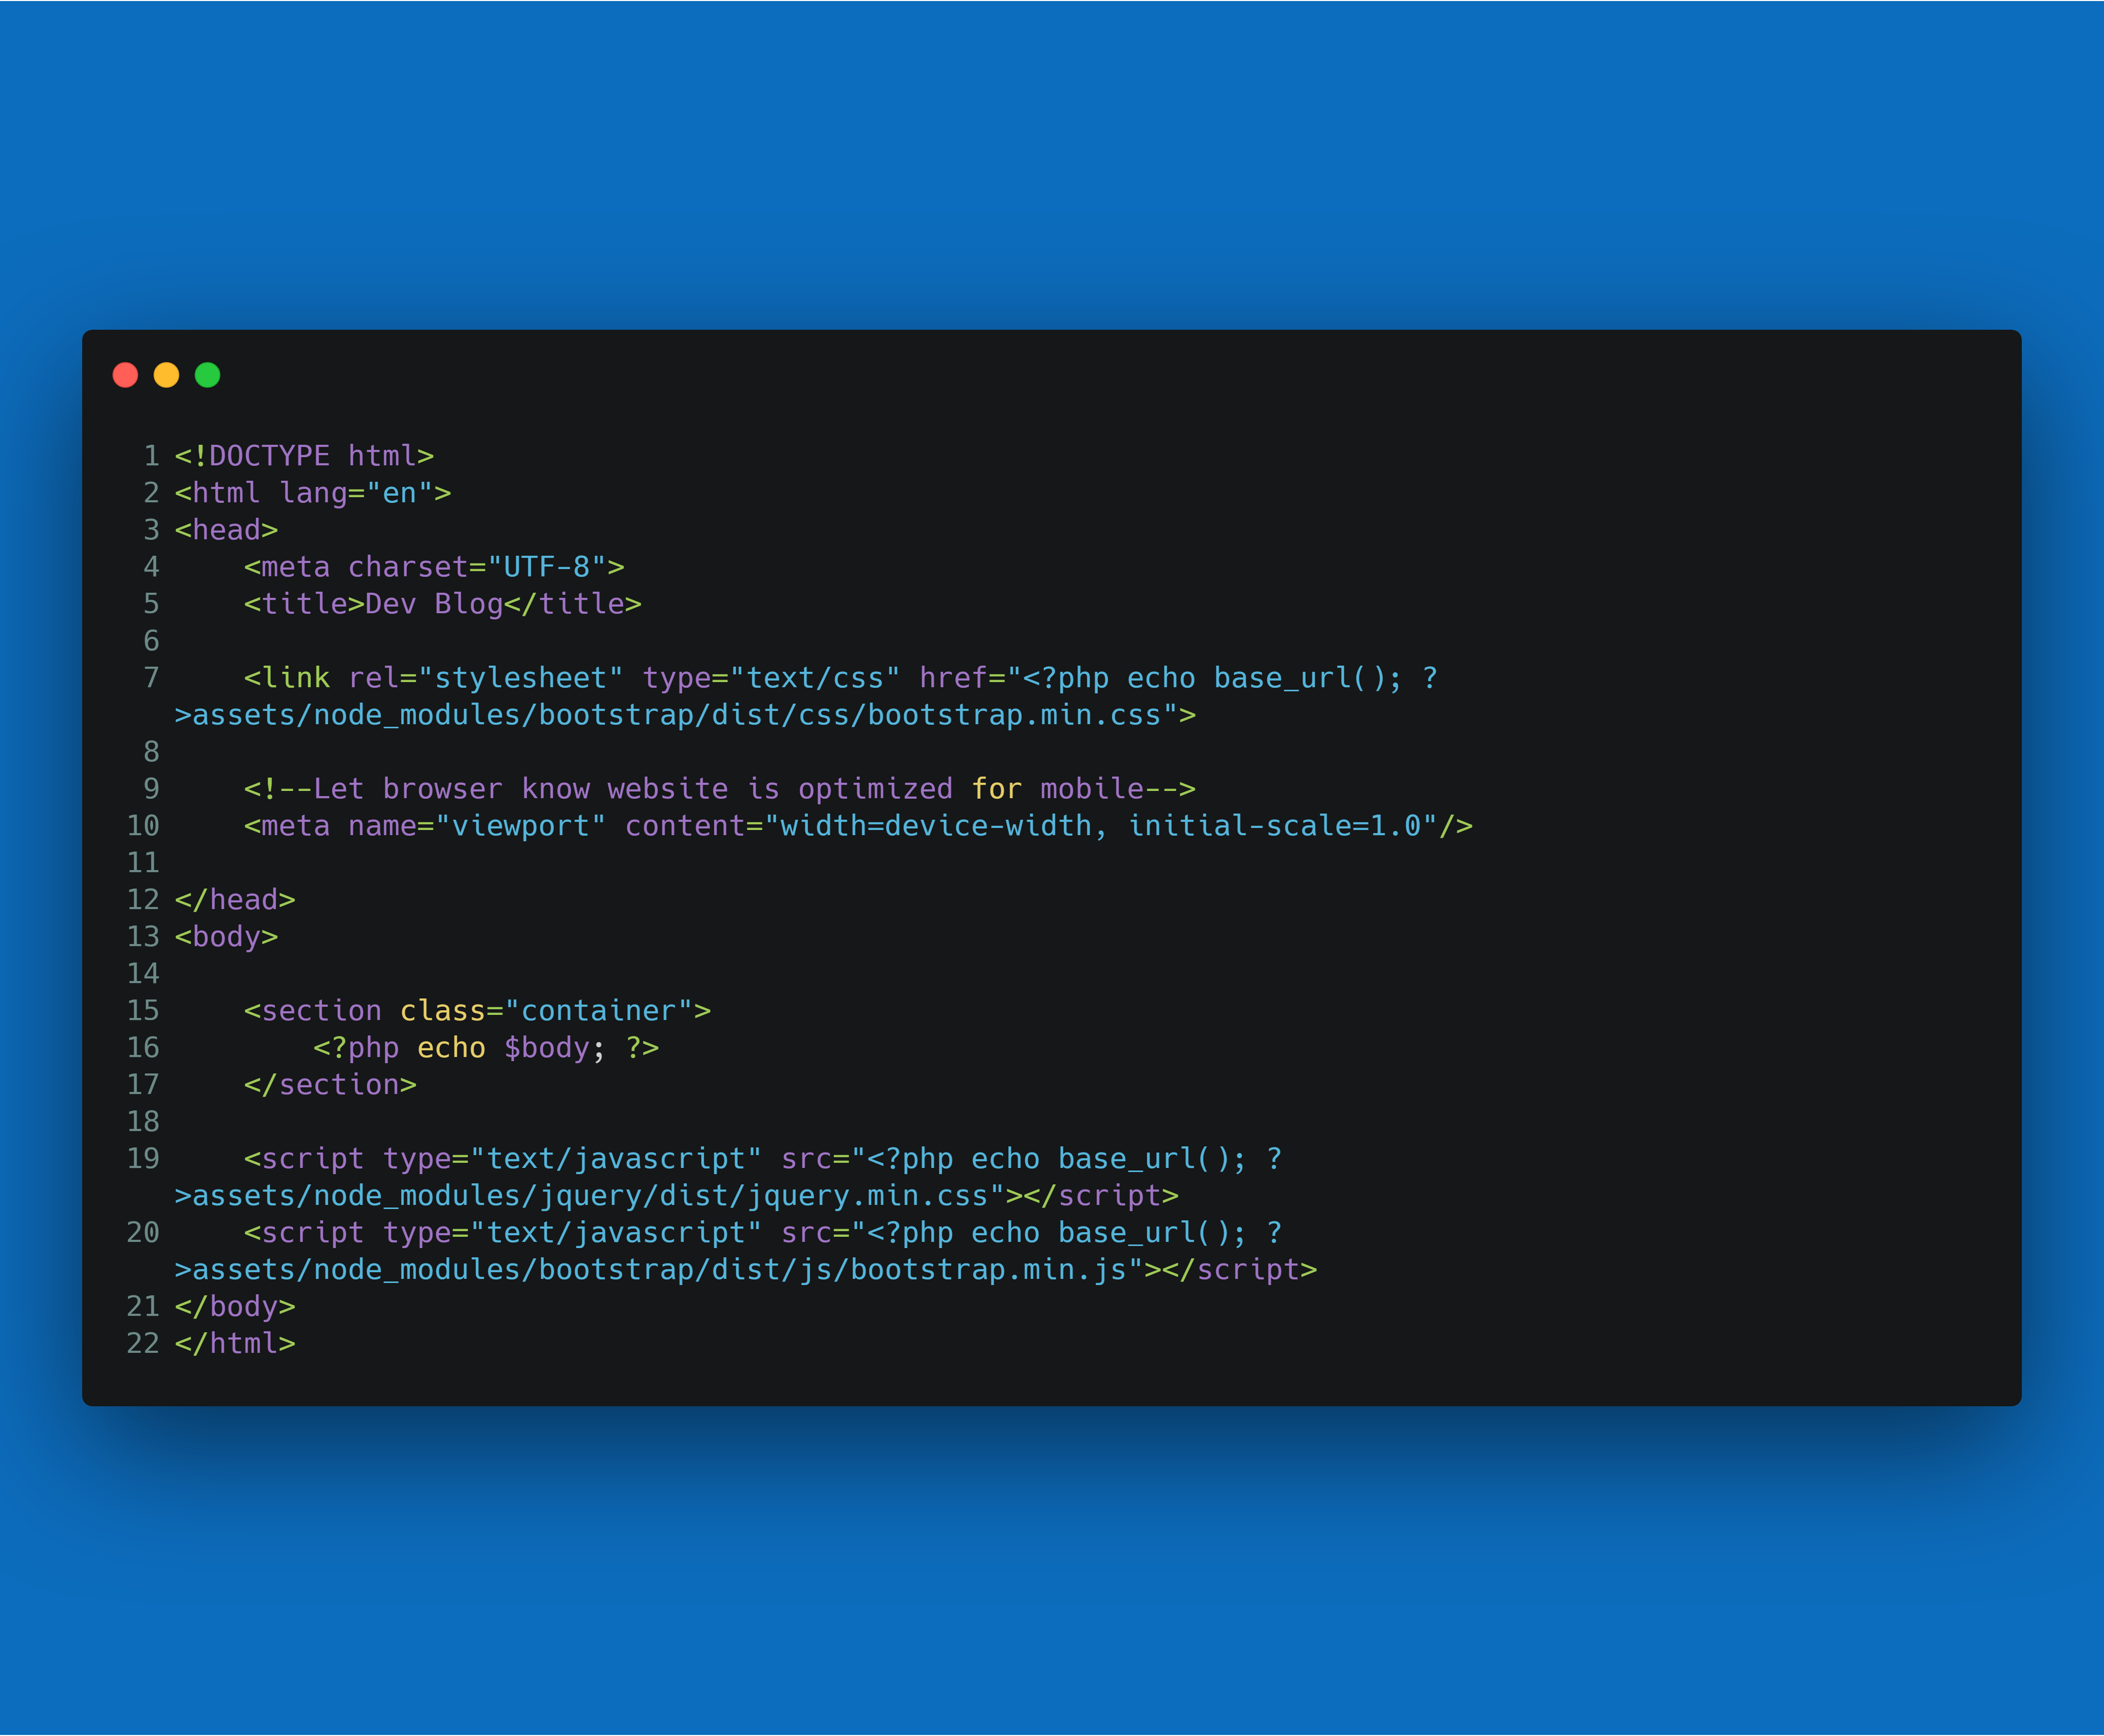 1 <!DOCTYPE html>
2 <html lang="en">
3 <head>
4     <meta charset="UTF-8">
5     <title>Dev Blog</title>
6
7     <link rel="stylesheet" type="text/css" href="<?php echo base_url(); ?
>assets/node_modules/bootstrap/dist/css/bootstrap.min.css">
8
9     <!--Let browser know website is optimized for mobile-->
10     <meta name="viewport" content="width=device-width, initial-scale=1.0"/>
11
12 </head>
13 <body>
14
15     <section class="container">
16         <?php echo $body; ?>
17     </section>
18
19     <script type="text/javascript" src="<?php echo base_url(); ?
>assets/node_modules/jquery/dist/jquery.min.css"></script>
20     <script type="text/javascript" src="<?php echo base_url(); ?
>assets/node_modules/bootstrap/dist/js/bootstrap.min.js"></script>
21 </body>
22 </html>